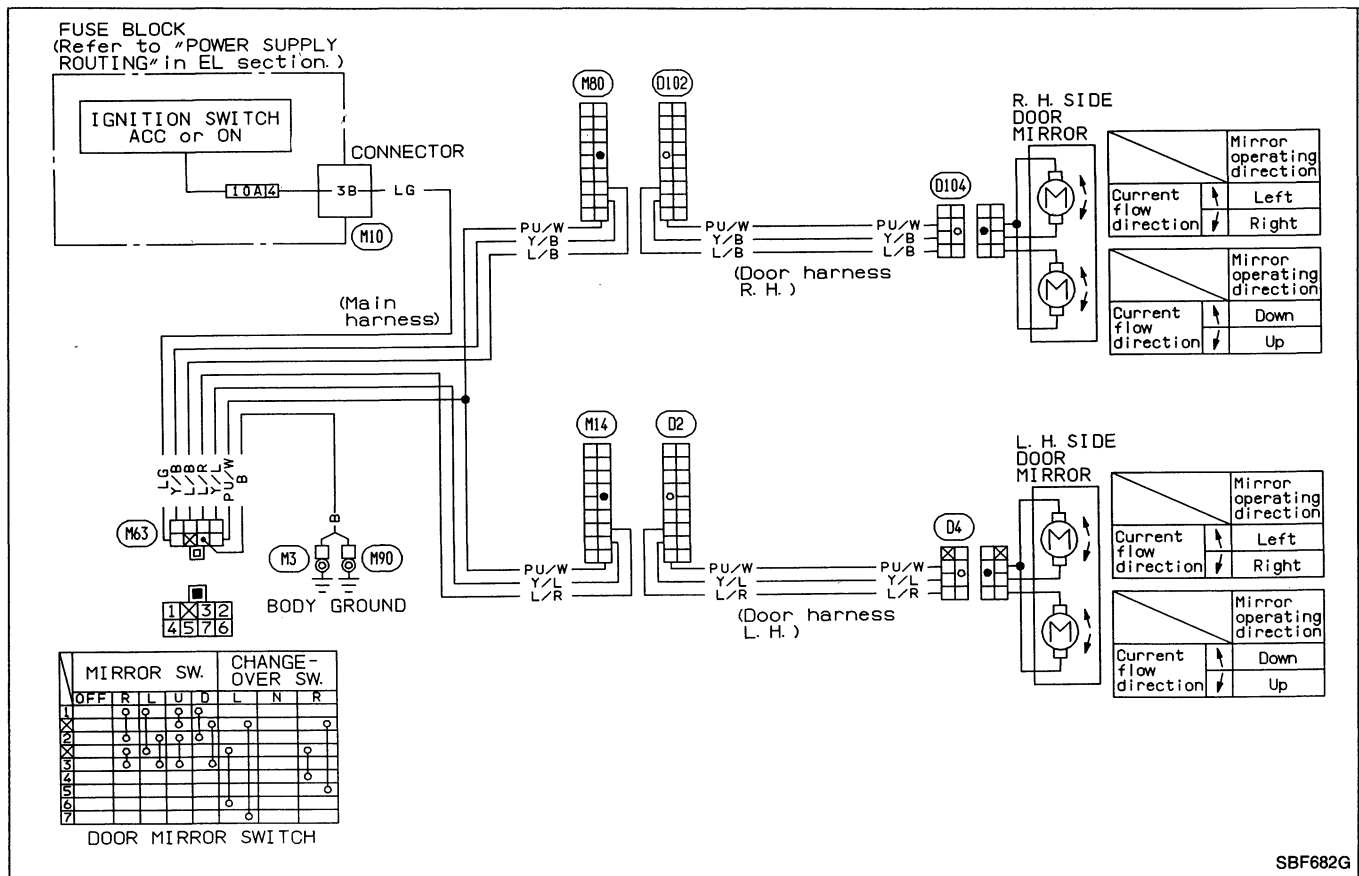 FUSE BLOCK
(Refer to "POWER SUPPLY
ROUTING" in EL section.)
IGNITION SWITCH
ACC or ON
CONNECTOR
10A 4
3B
LG
M10
M80
D102
PU/W
Y/B
L/B
PU/W
Y/B
L/B
PU/W
Y/B
L/B
(Door harness
R. H.)
D104
R. H. SIDE
DOOR
MIRROR
M
M
Mirror
operating
direction
Current
flow
direction
Left
Right
Mirror
operating
direction
Current
flow
direction
Down
Up
(Main
harness)
LG
Y/B
L/B
L/R
Y/L
PU/W
B
M63
B
M3
M90
BODY GROUND
M14
D2
PU/W
Y/L
L/R
PU/W
Y/L
L/R
PU/W
Y/L
L/R
(Door harness
L. H.)
D4
L. H. SIDE
DOOR
MIRROR
M
M
Mirror
operating
direction
Current
flow
direction
Left
Right
Mirror
operating
direction
Current
flow
direction
Down
Up
1 3 2
4 5 7 6
MIRROR SW.
CHANGE-
OVER SW.
OFF R L U D L N R
1
2
3
4
5
6
7
DOOR MIRROR SWITCH
SBF682G